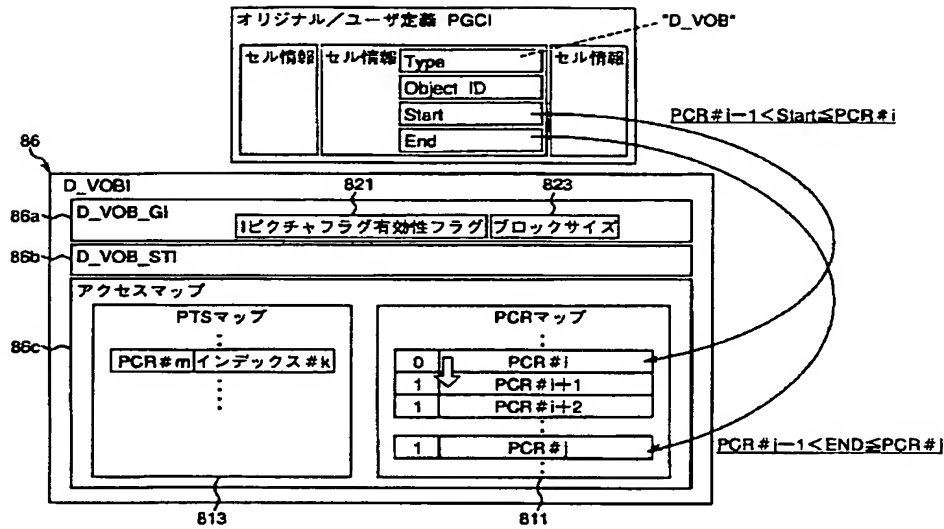 オリジナル／ユーザ定義 PGCI
"D_VOB"
セル情報
セル情報
Type
セル情報
Object ID
Start
End
PCR#i−1<Start≦PCR#i
86
D_VOBI
821
823
86a
D_VOB_GI
Iピクチャフラグ有効性フラグ
ブロックサイズ
86b
D_VOB_STI
アクセスマップ
86c
PTSマップ
PCR#m
インデックス#k
PCRマップ
0
PCR#i
1
PCR#i+1
1
PCR#i+2
1
PCR#j
PCR#j−1<END≦PCR#j
813
811